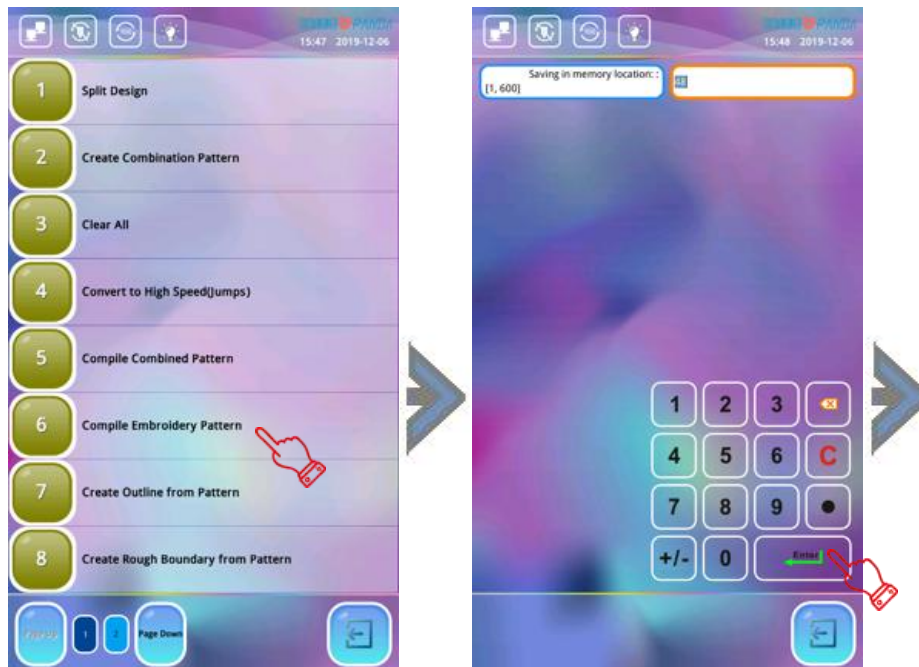 15:47 2019-12-06
1
Split Design
2
Create Combination Pattern
3
Clear All
4
Convert to High Speed(Jumps)
5
Compile Combined Pattern
6
Compile Embroidery Pattern
7
Create Outline from Pattern
8
Create Rough Boundary from Pattern
Page Up
1
2
Page Down
PANDA
15:48 2019-12-06
Saving in memory location: :
[1, 600]
1 2 3
4 5 6 C
7 8 9
+/- 0 Enter